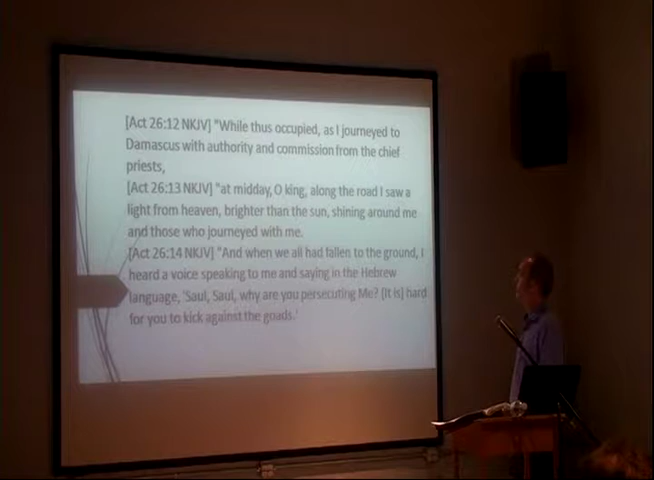 [Act 26:12 NKJV] "While thus occupied, as I journeyed to
Damascus with authority and commission from the chief
priests,
[Act 26:13 NKJV] "at midday, O king, along the road I saw a
light from heaven, brighter than the sun, shining around me
and those who journeyed with me.
[Act 26:14 NKJV] "And when we all had fallen to the ground, I
heard a voice speaking to me and saying in the Hebrew
language, 'Saul, Saul, why are you persecuting Me? [It is] hard
for you to kick against the goads.'